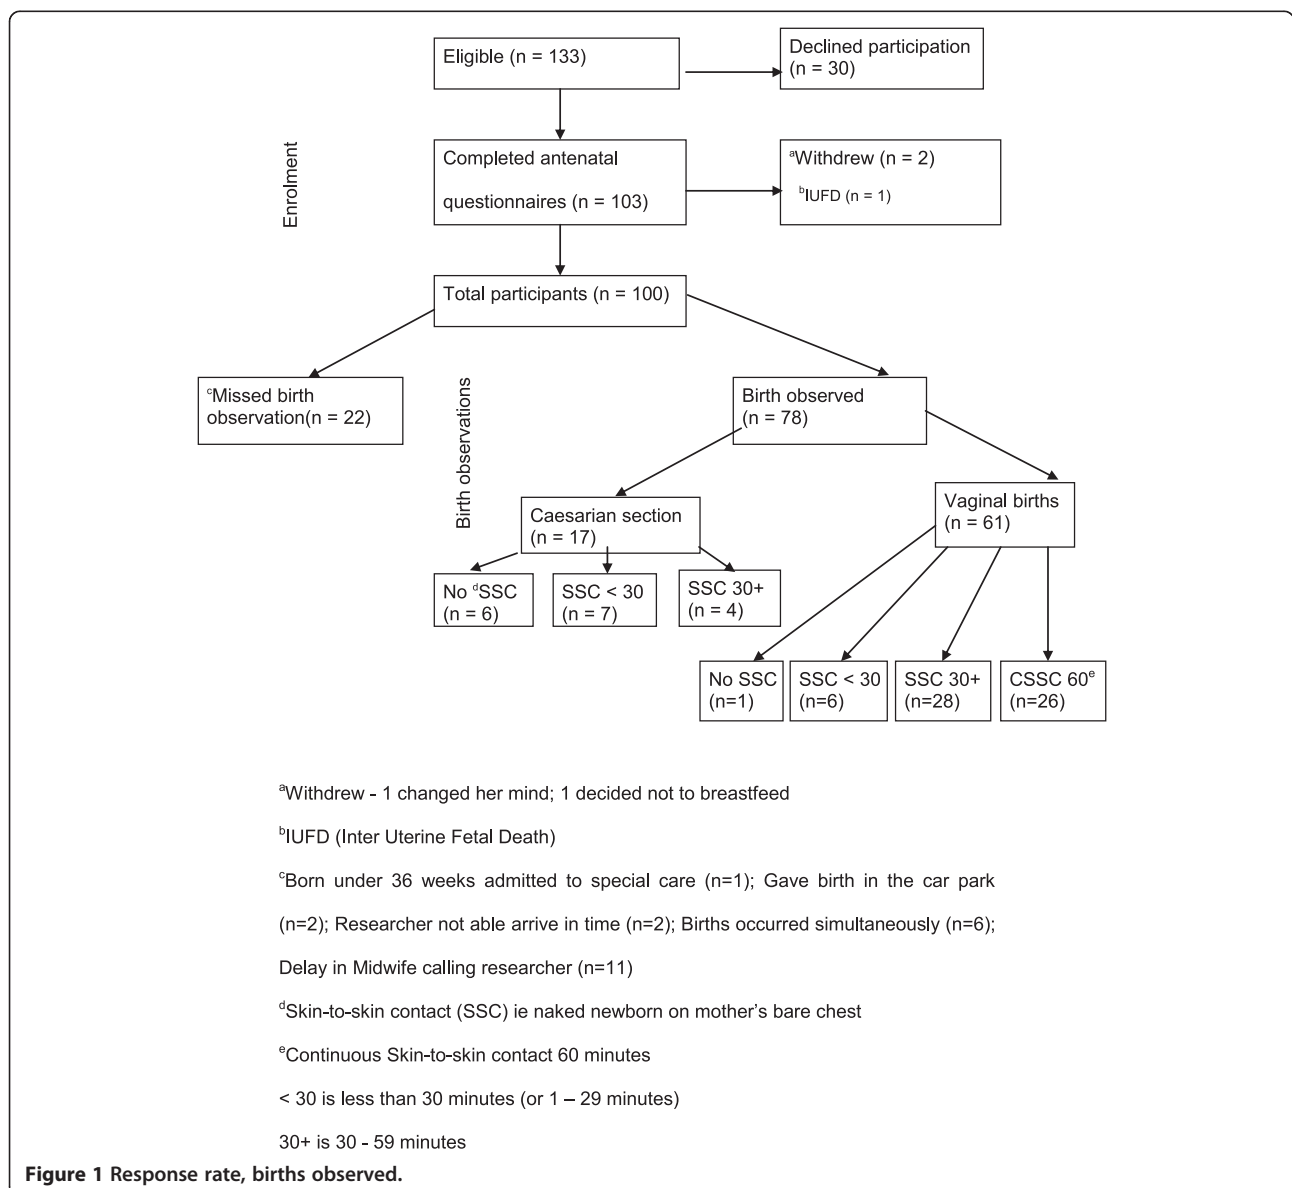 Eligible (n = 133)
Declined participation
(n = 30)
Enrolment
Completed antenatal
questionnaires (n = 103)
ᵃWithdrew (n = 2)
ᵇIUFD (n = 1)
Total participants (n = 100)
ᶜMissed birth
observation(n = 22)
Birth observations
Birth observed
(n = 78)
Caesarian section
(n = 17)
Vaginal births
(n = 61)
No ᵈSSC
(n = 6)
SSC < 30
(n = 7)
SSC 30+
(n = 4)
No SSC
(n=1)
SSC < 30
(n=6)
SSC 30+
(n=28)
CSSC 60ᵉ
(n=26)
ᵃWithdrew - 1 changed her mind; 1 decided not to breastfeed
ᵇIUFD (Inter Uterine Fetal Death)
ᶜBorn under 36 weeks admitted to special care (n=1); Gave birth in the car park
(n=2); Researcher not able arrive in time (n=2); Births occurred simultaneously (n=6);
Delay in Midwife calling researcher (n=11)
ᵈSkin-to-skin contact (SSC) ie naked newborn on mother's bare chest
ᵉContinuous Skin-to-skin contact 60 minutes
< 30 is less than 30 minutes (or 1 – 29 minutes)
30+ is 30 - 59 minutes
Figure 1 Response rate, births observed.